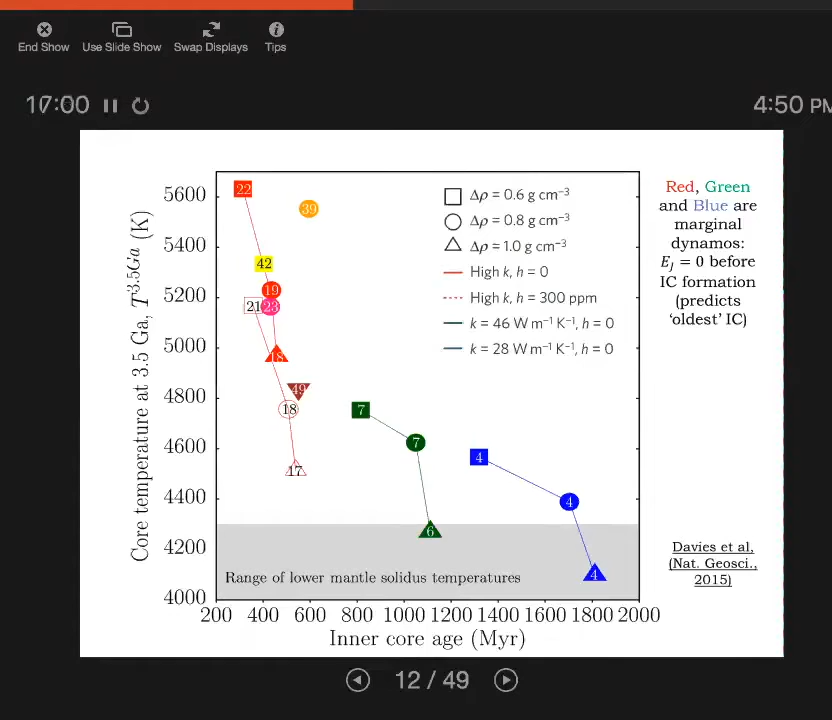 End Show
Use Slide Show
Swap Displays
Tips
4:50 PM
22
39
42
19
21
23
18
49
18
17
7
7
6
4
4
4
5600
5400
5200
5000
4800
4600
4400
4200
4000
Core temperature at 3.5 Ga, T^3.5Ga (K)
200 400 600 800 1000 1200 1400 1600 1800 2000
Inner core age (Myr)
Δρ = 0.6 g cm⁻³
Δρ = 0.8 g cm⁻³
Δρ = 1.0 g cm⁻³
High k, h = 0
High k, h = 300 ppm
k = 46 W m⁻¹ K⁻¹, h = 0
k = 28 W m⁻¹ K⁻¹, h = 0
Range of lower mantle solidus temperatures
Red, Green
and Blue are
marginal
dynamos:
E_J = 0 before
IC formation
(predicts
‘oldest’ IC)
Davies et al,
(Nat. Geosci.,
2015)
12 / 49